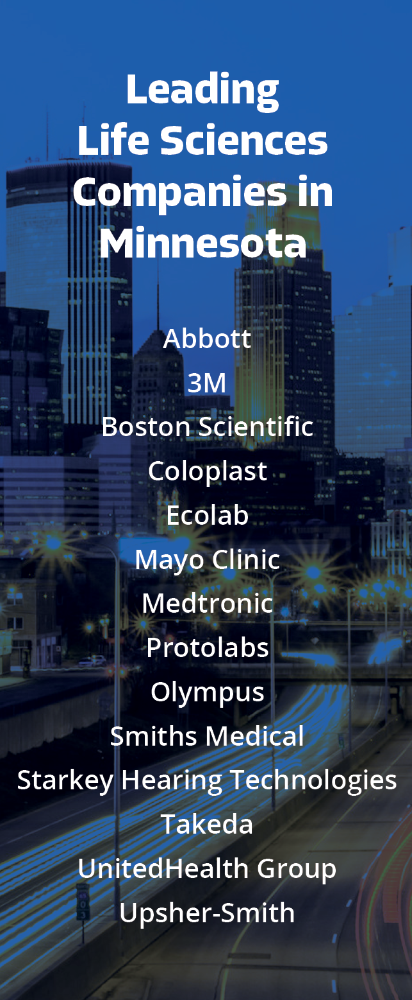 Leading
Life Sciences
Companies in
Minnesota
Abbott
3M
Boston Scientific
Coloplast
Ecolab
Mayo Clinic
Medtronic
Protolabs
Olympus
Smiths Medical
Starkey Hearing Technologies
Takeda
UnitedHealth Group
Upsher-Smith